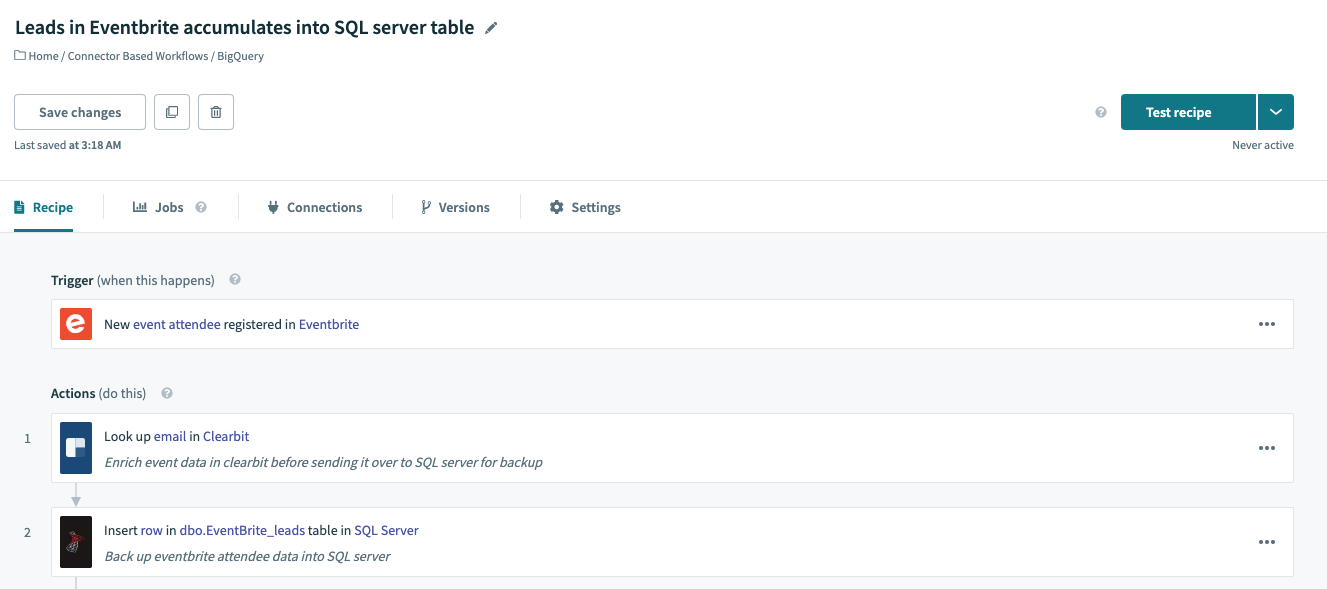 Leads in Eventbrite accumulates into SQL server table
Home / Connector Based Workflows / BigQuery
Save changes
Test recipe
Last saved at 3:18 AM
Never active
Recipe
Jobs
Connections
Versions
Settings
Trigger (when this happens)
New event attendee registered in Eventbrite
Actions (do this)
1
Look up email in Clearbit
Enrich event data in clearbit before sending it over to SQL server for backup
2
Insert row in dbo.EventBrite_leads table in SQL Server
Back up eventbrite attendee data into SQL server